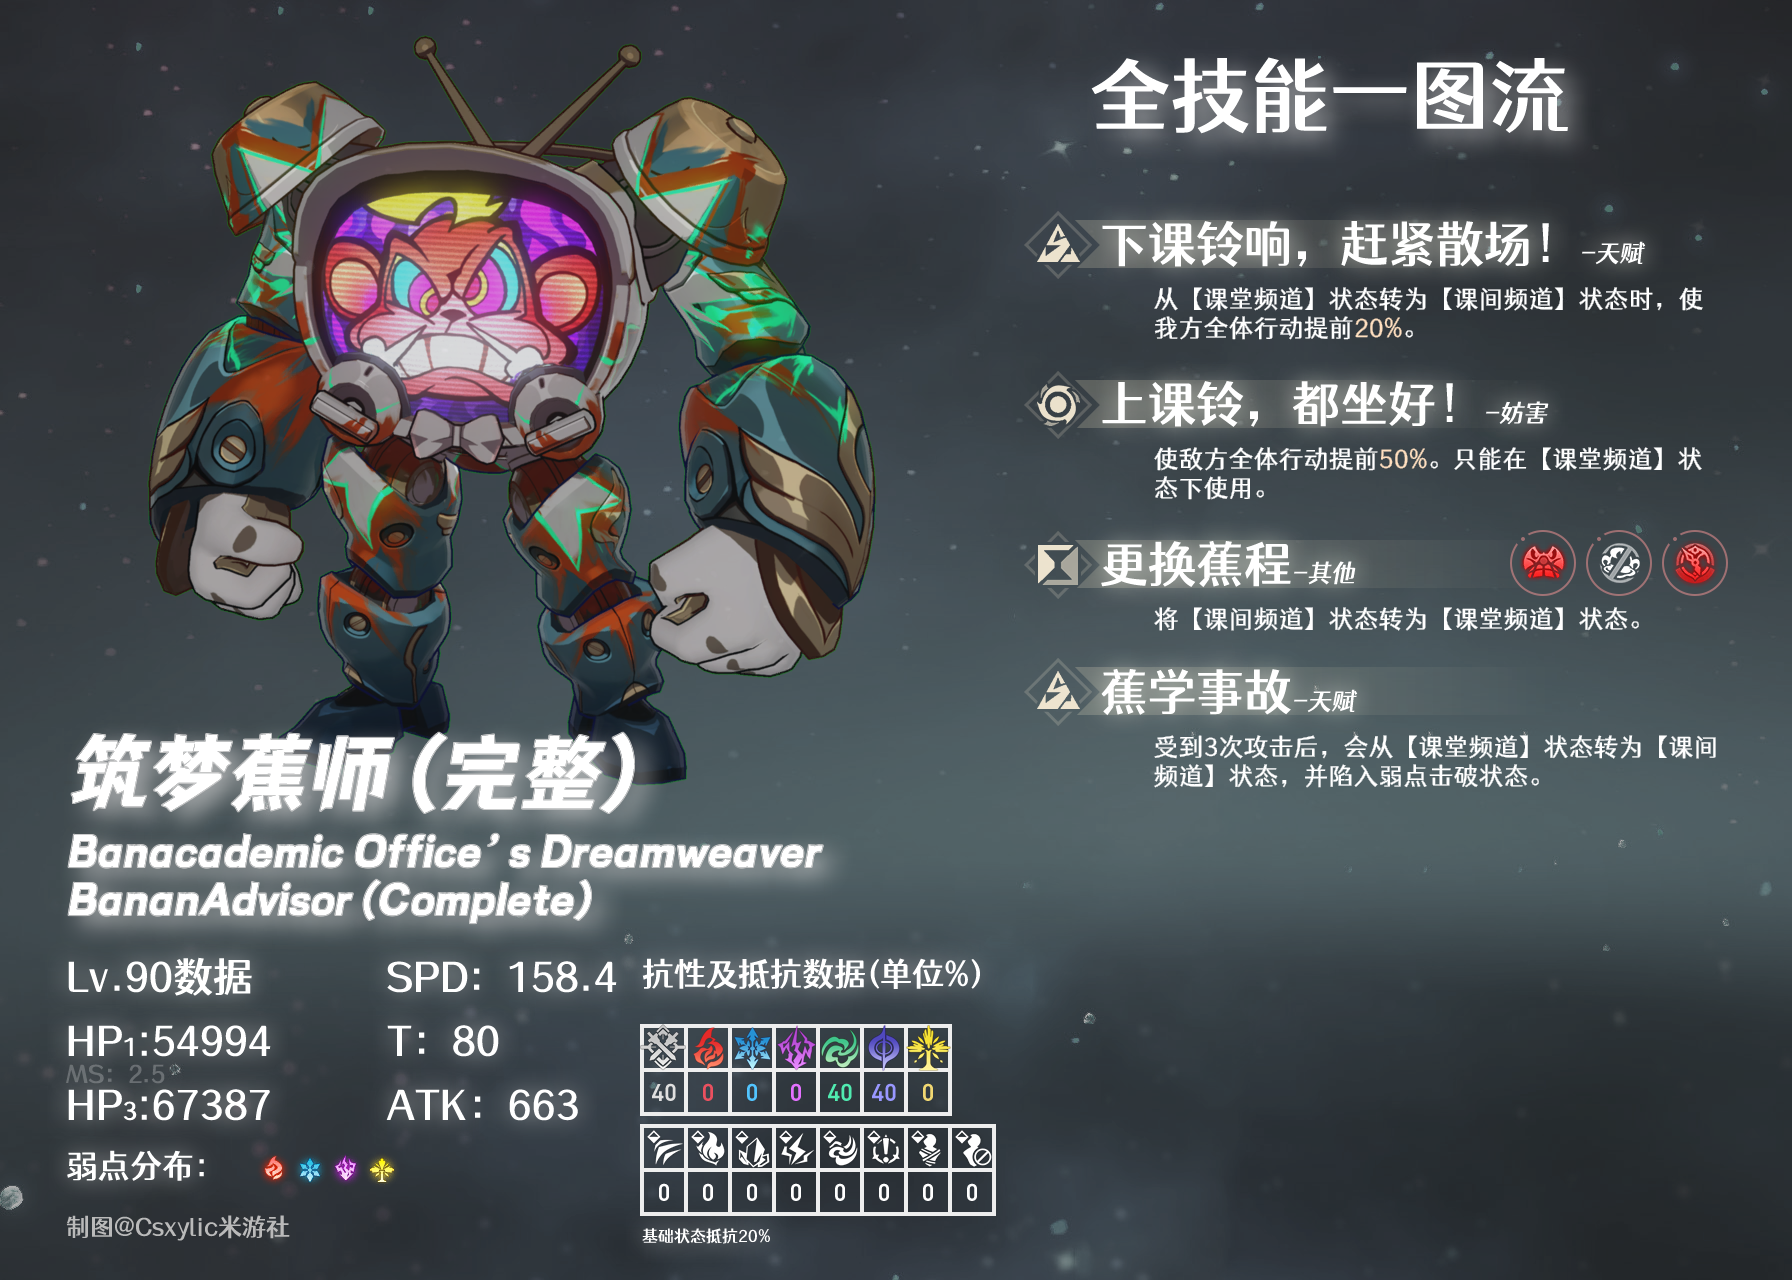 全技能一图流
下课铃响，赶紧散场！ –天赋
从【课堂频道】状态转为【课间频道】状态时，使
我方全体行动提前20%。
上课铃，都坐好！ –妨害
使敌方全体行动提前50%。只能在【课堂频道】状
态下使用。
更换蕉程–其他
将【课间频道】状态转为【课堂频道】状态。
蕉学事故–天赋
受到3次攻击后，会从【课堂频道】状态转为【课间
频道】状态，并陷入弱点击破状态。
筑梦蕉师（完整）
Banacademic Office’s Dreamweaver
BananAdvisor (Complete)
Lv.90数据
SPD：158.4
HP1:54994
T：80
MS：2.5
HP3:67387
ATK：663
弱点分布：
抗性及抵抗数据(单位%)
40 0 0 0 40 40 0
0 0 0 0 0 0 0 0
基础状态抵抗20%
制图@Csxylic米游社